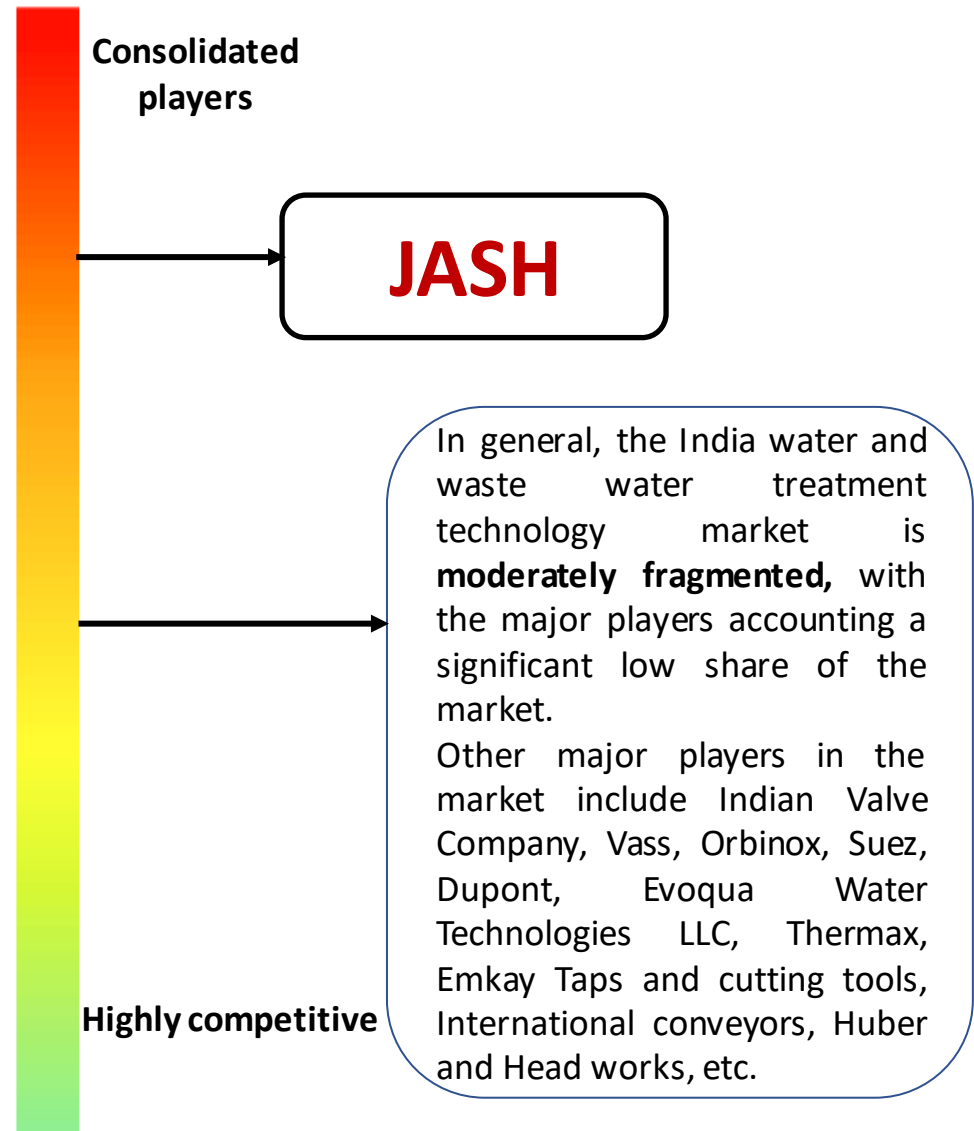 Consolidated
players
JASH
In general, the India water and
waste water treatment
technology market is
moderately fragmented, with
the major players accounting a
significant low share of the
market.
Other major players in the
market include Indian Valve
Company, Vass, Orbinox, Suez,
Dupont, Evoqua Water
Technologies LLC, Thermax,
Emkay Taps and cutting tools,
International conveyors, Huber
and Head works, etc.
Highly competitive